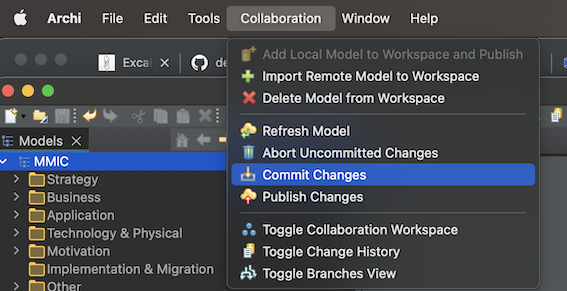 Archi File Edit Tools Collaboration Window Help
Excal
de
Add Local Model to Workspace and Publish
Import Remote Model to Workspace
Delete Model from Workspace
Refresh Model
Abort Uncommitted Changes
Commit Changes
Publish Changes
Toggle Collaboration Workspace
Toggle Change History
Toggle Branches View
Models
MMIC
Strategy
Business
Application
Technology & Physical
Motivation
Implementation & Migration
Other